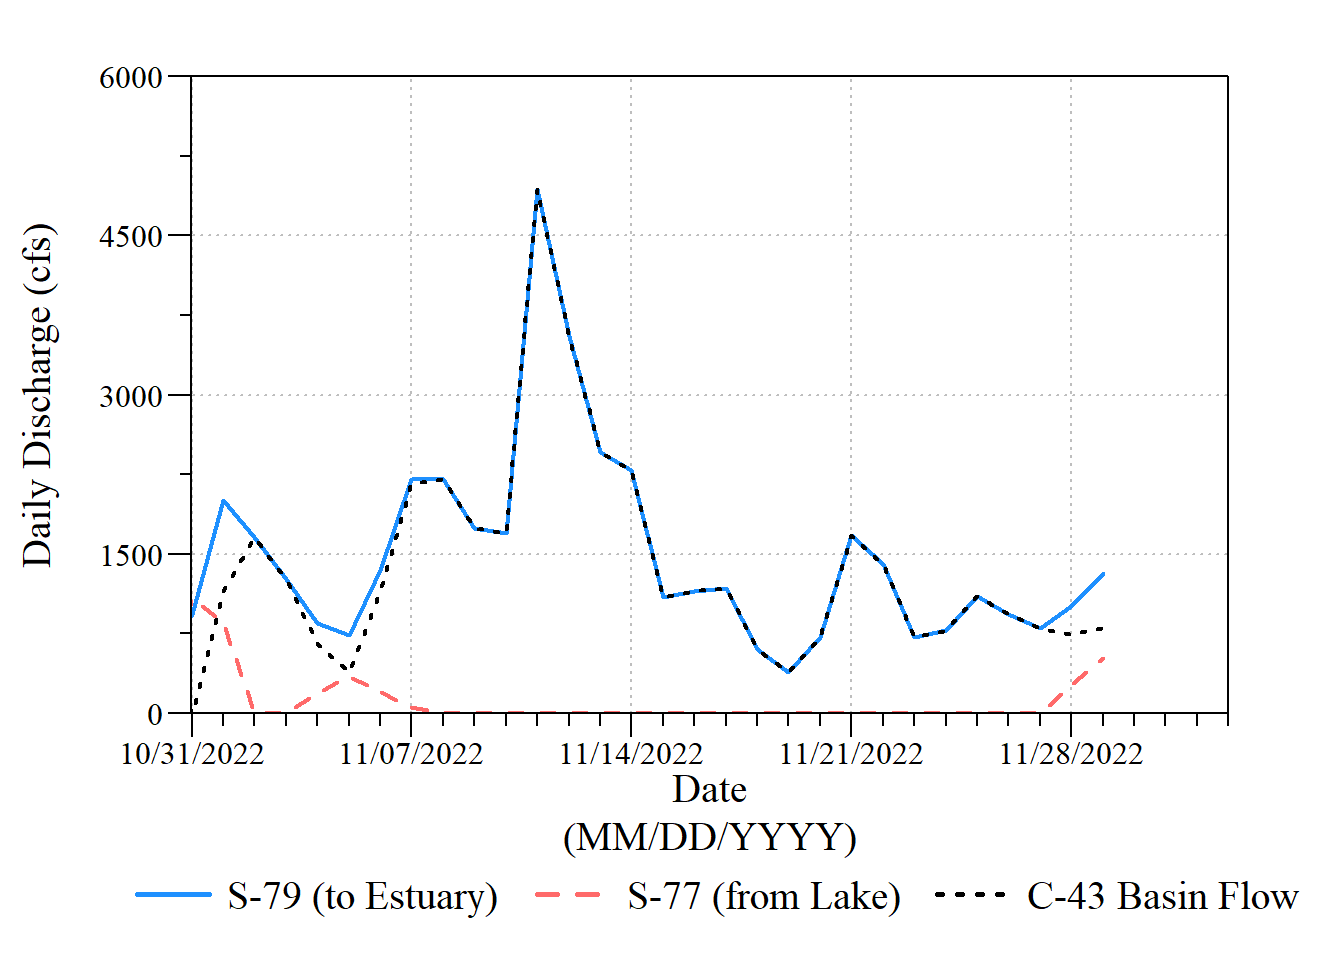 6000
4500
3000
1500
0
Daily Discharge (cfs)
10/31/2022 11/07/2022 11/14/2022 11/21/2022 11/28/2022
Date
(MM/DD/YYYY)
S-79 (to Estuary) S-77 (from Lake) C-43 Basin Flow